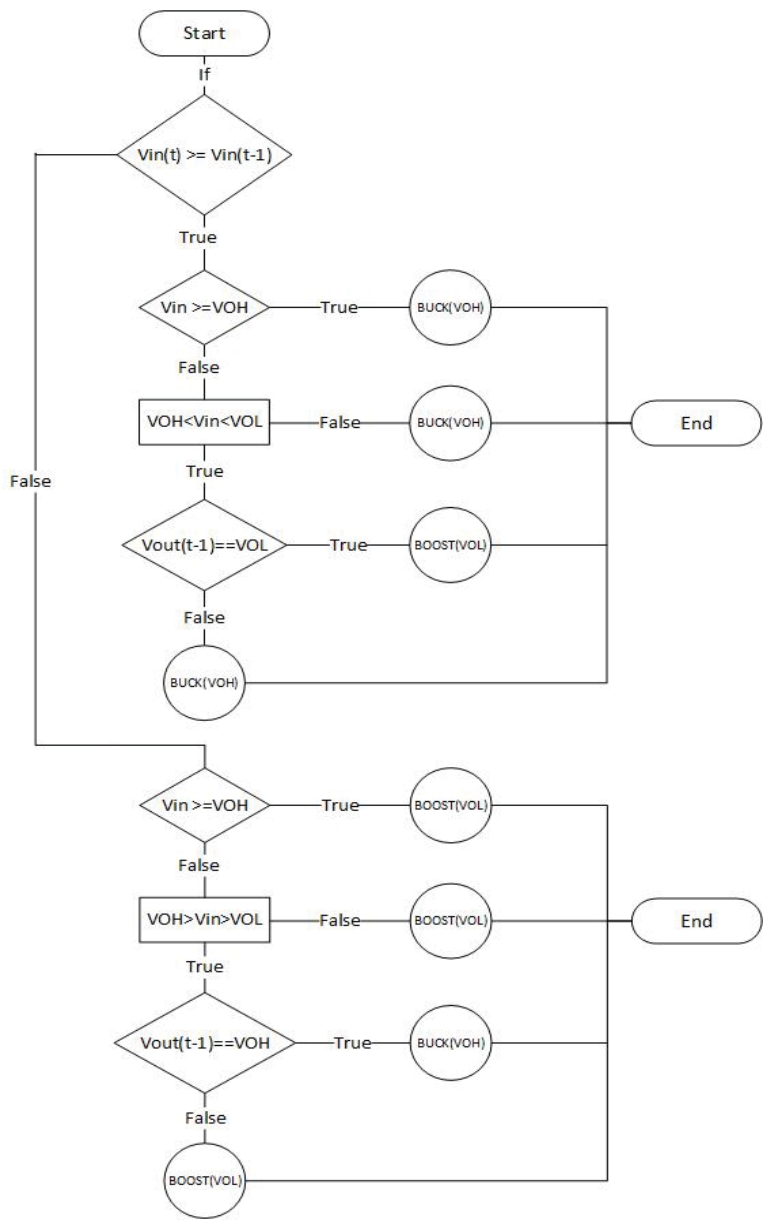 Start
If
Vin(t) >= Vin(t-1)
True
Vin >=VOH
True
BUCK(VOH)
False
VOH<Vin<VOL
False
BUCK(VOH)
End
True
False
Vout(t-1)==VOL
True
BOOST(VOL)
False
BUCK(VOH)
Vin >=VOH
True
BOOST(VOL)
False
VOH>Vin>VOL
False
BOOST(VOL)
End
True
Vout(t-1)==VOH
True
BUCK(VOH)
False
BOOST(VOL)